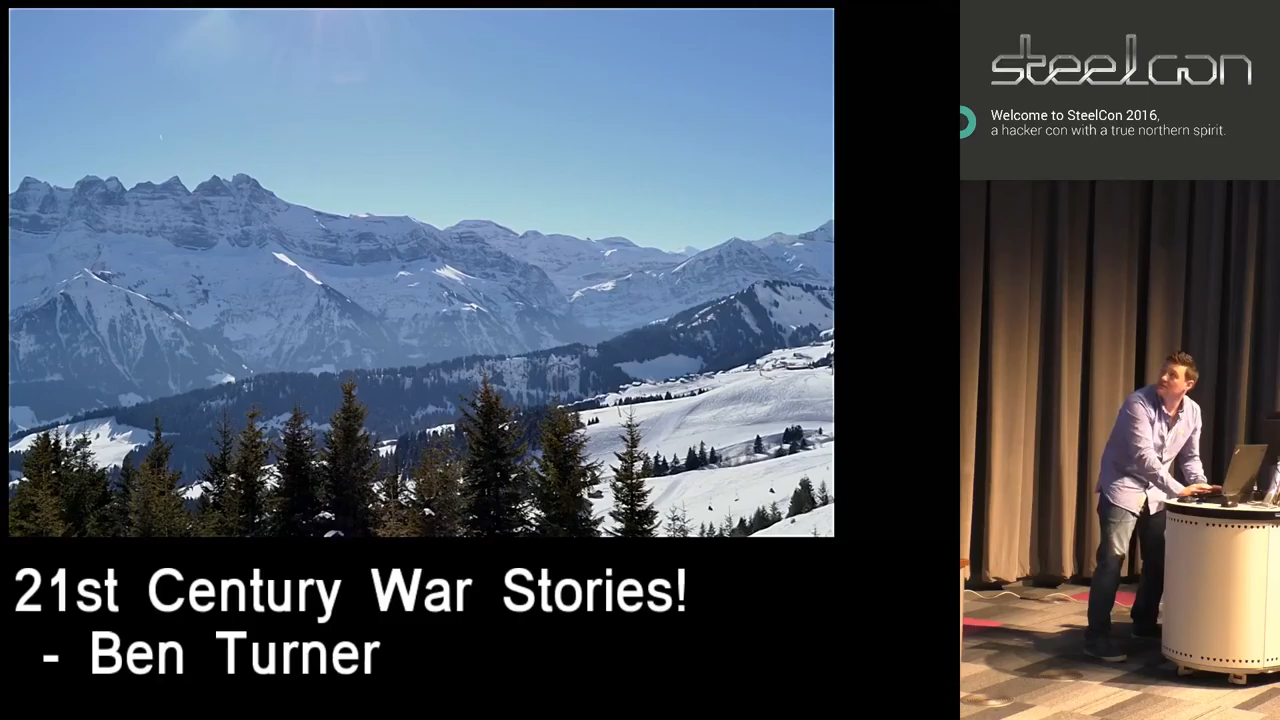 steelcon
Welcome to SteelCon 2016,
a hacker con with a true northern spirit.
21st Century War Stories!
- Ben Turner